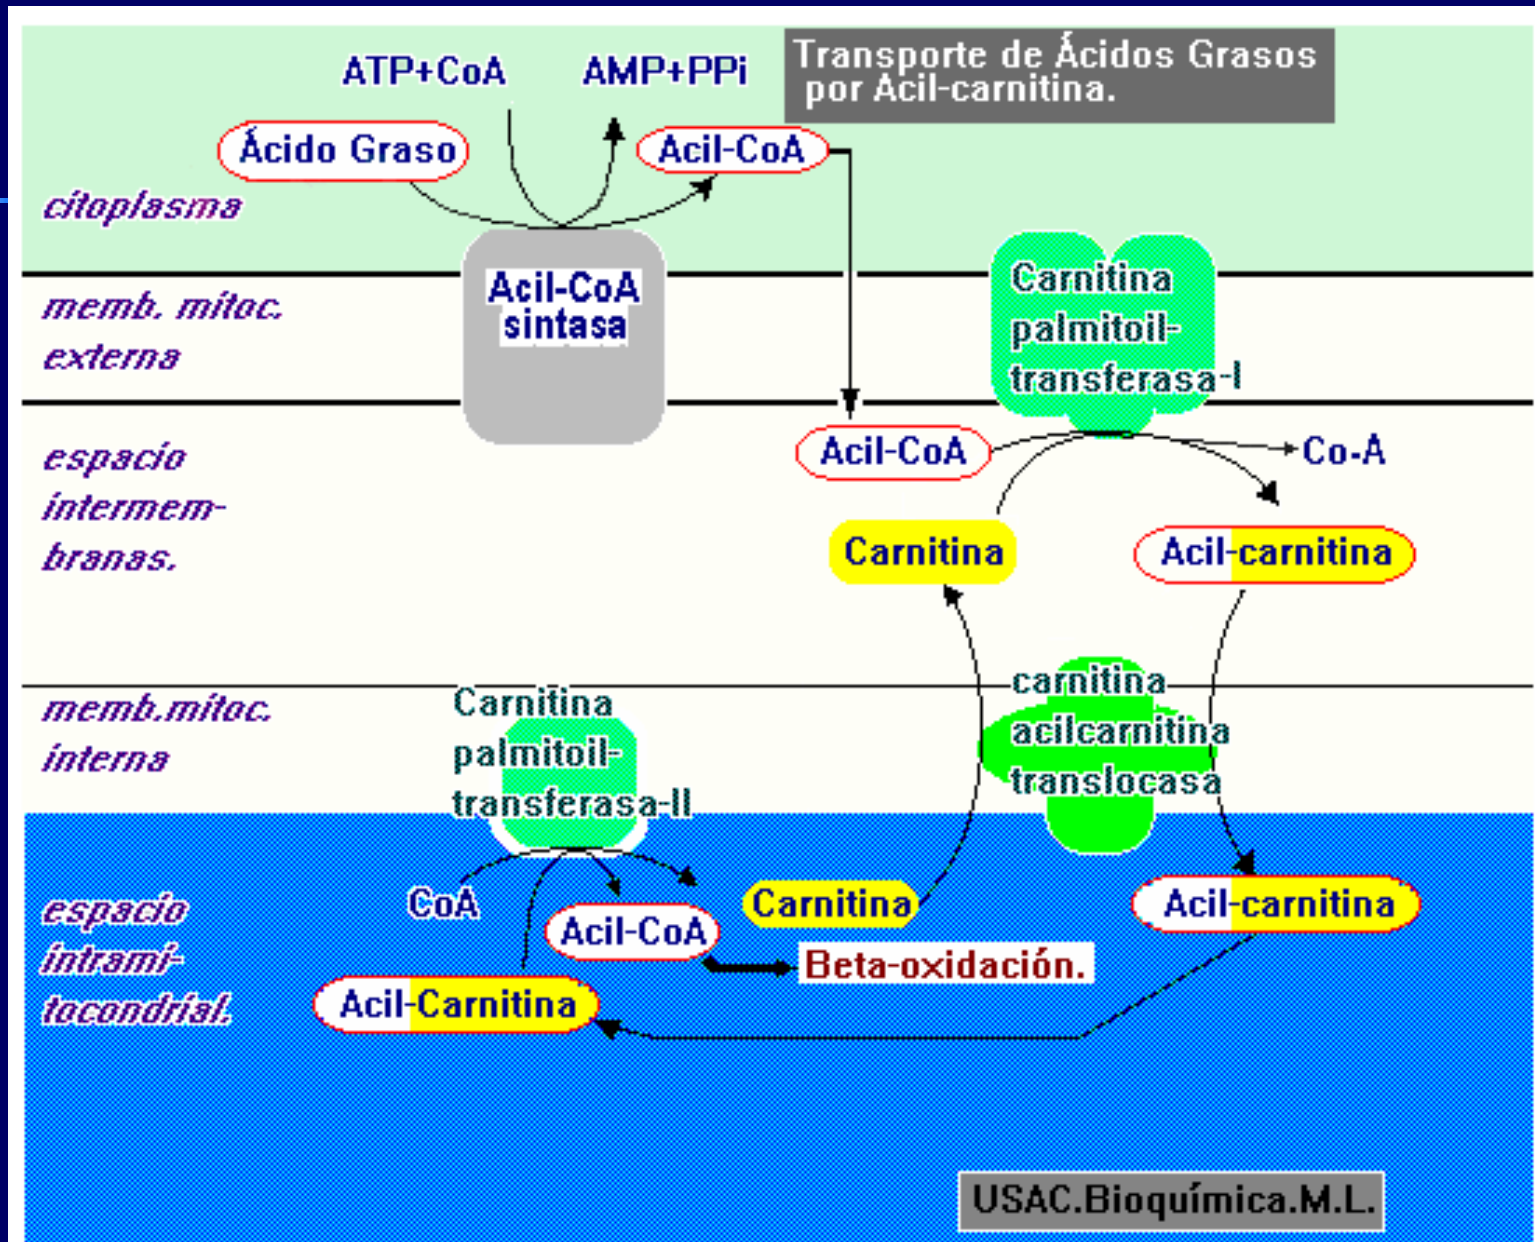 Transporte de Ácidos Grasos
por Acil-carnitina.
ATP+CoA
AMP+PPi
Ácido Graso
Acil-CoA
citoplasma
Acil-CoA
sintasa
memb. mitoc.
externa
Carnitina
palmitoil-
transferasa-I
espacio
intermem-
branas.
Acil-CoA
Co-A
Carnitina
Acil-carnitina
memb.mitoc.
interna
Carnitina
palmitoil-
transferasa-II
carnitina
acilcarnitina
translocasa
espacio
intrami-
tocondrial.
CoA
Acil-CoA
Carnitina
Acil-carnitina
Beta-oxidación.
Acil-Carnitina
USAC.Bioquímica.M.L.